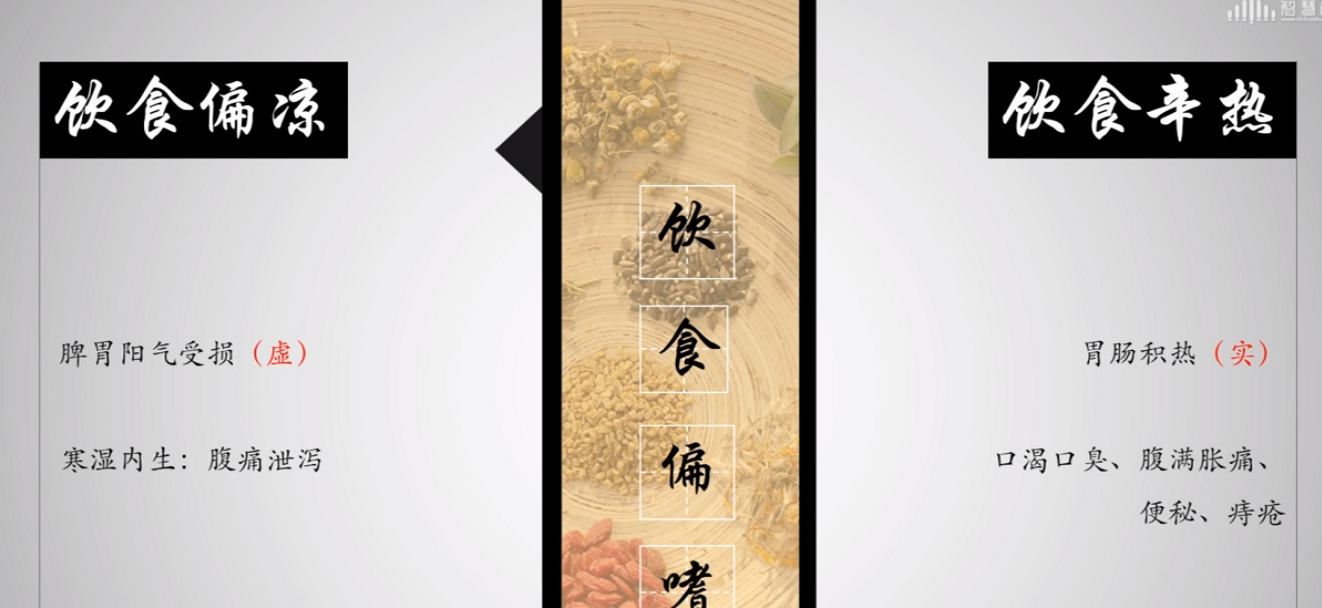 饮食偏凉
脾胃阳气受损（虚）
寒湿内生：腹痛泄泻
饮
食
偏
嗜
饮食辛热
胃肠积热（实）
口渴口臭、腹满胀痛、
便秘、痔疮